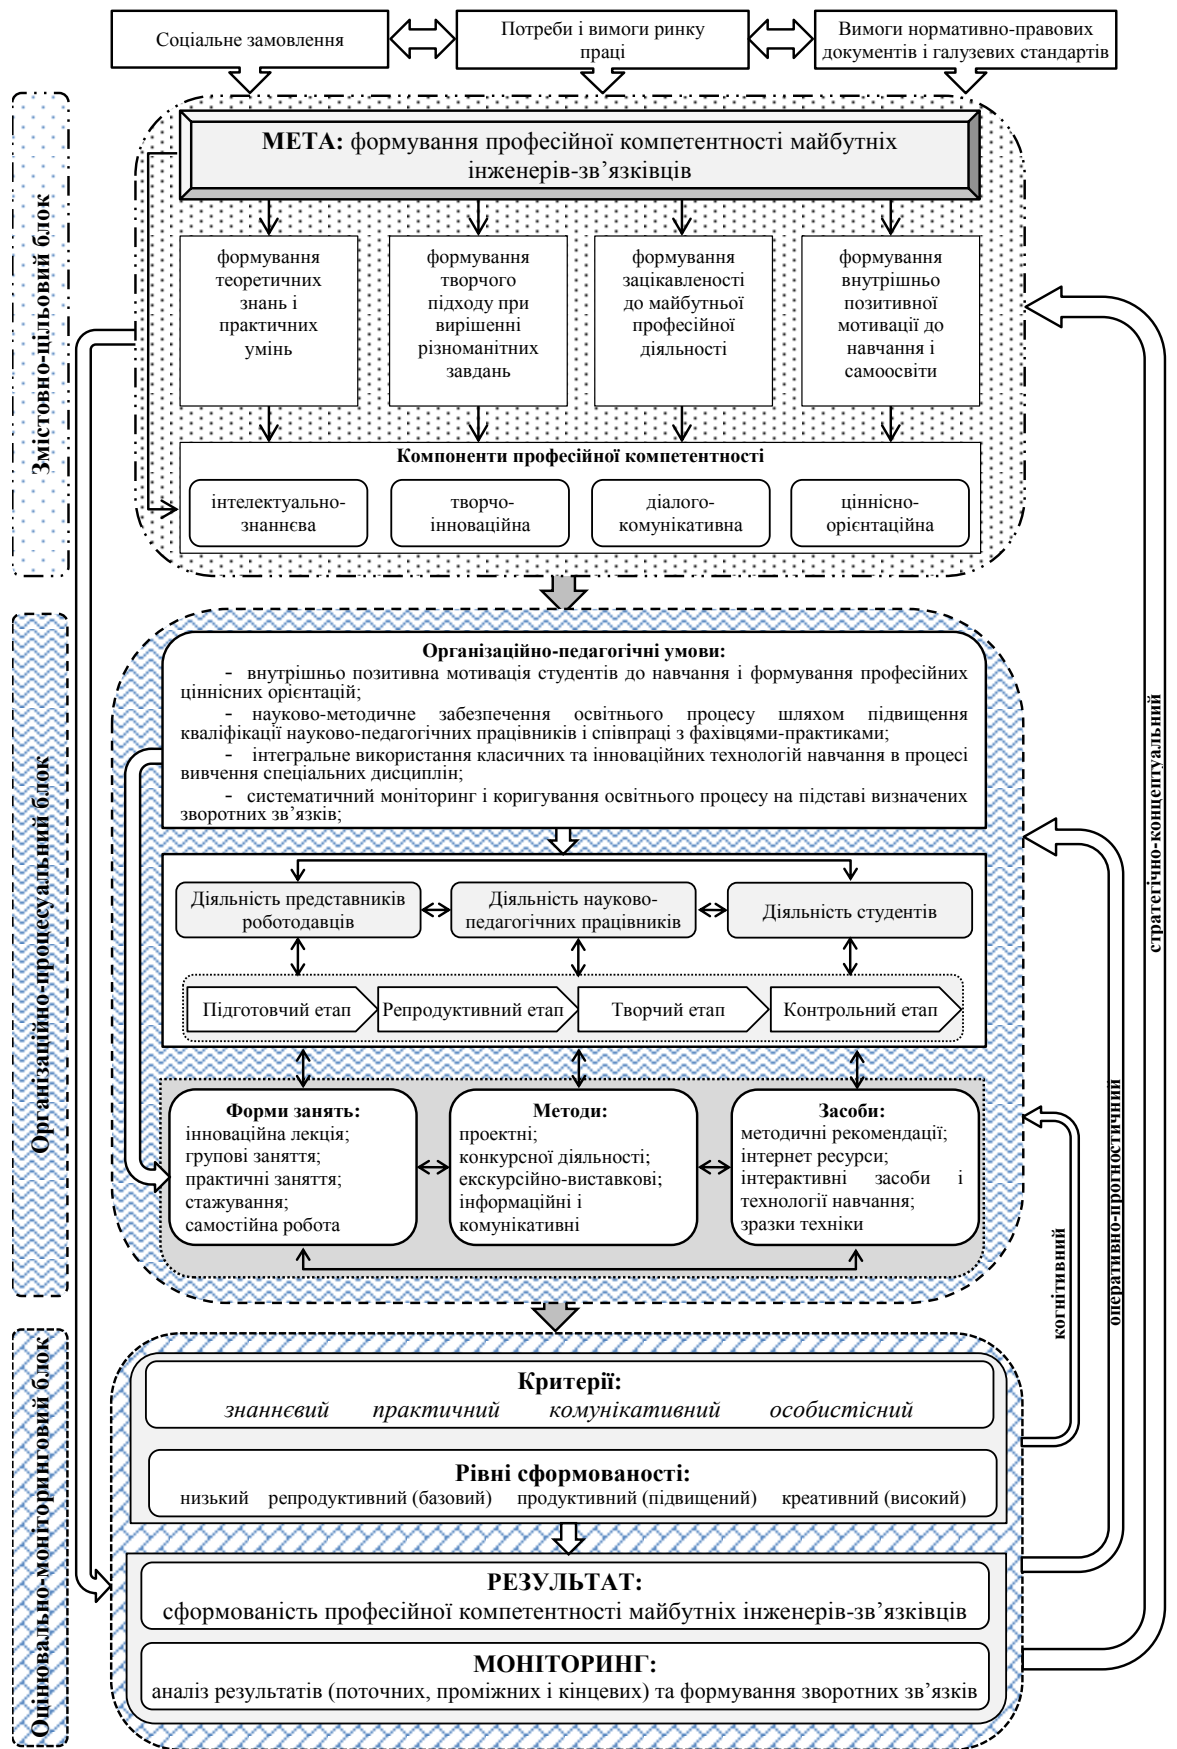 Соціальне замовлення
Потреби і вимоги ринку
праці
Вимоги нормативно-правових
документів і галузевих стандартів
Змістовно-цільовий блок
МЕТА: формування професійної компетентності майбутніх
інженерів-зв’язківців
формування
теоретичних
знань і
практичних
умінь
формування
творчого
підходу при
вирішенні
різноманітних
завдань
формування
зацікавленості
до майбутньої
професійної
діяльності
формування
внутрішньо
позитивної
мотивації до
навчання і
самоосвіти
Компоненти професійної компетентності
інтелектуально-
знаннєва
творчо-
інноваційна
діалого-
комунікативна
ціннісно-
орієнтаційна
Організаційно-процесуальний блок
Організаційно-педагогічні умови:
- внутрішньо позитивна мотивація студентів до навчання і формування професійних
ціннісних орієнтацій;
- науково-методичне забезпечення освітнього процесу шляхом підвищення
кваліфікації науково-педагогічних працівників і співпраці з фахівцями-практиками;
- інтегральне використання класичних та інноваційних технологій навчання в процесі
вивчення спеціальних дисциплін;
- систематичний моніторинг і коригування освітнього процесу на підставі визначених
зворотних зв’язків;
Діяльність представників
роботодавців
Діяльність науково-
педагогічних працівників
Діяльність студентів
Підготовчий етап
Репродуктивний етап
Творчий етап
Контрольний етап
Форми занять:
інноваційна лекція;
групові заняття;
практичні заняття;
стажування;
самостійна робота
Методи:
проектні;
конкурсної діяльності;
екскурсійно-виставкові;
інформаційні і
комунікативні
Засоби:
методичні рекомендації;
інтернет ресурси;
інтерактивні засоби і
технології навчання;
зразки техніки
когнітивний
оперативно-прогностичний
стратегічно-концептуальний
Оцінювально-моніторинговий блок
Критерії:
знаннєвий практичний комунікативний особистісний
Рівні сформованості:
низький репродуктивний (базовий) продуктивний (підвищений) креативний (високий)
РЕЗУЛЬТАТ:
сформованість професійної компетентності майбутніх інженерів-зв’язківців
МОНІТОРИНГ:
аналіз результатів (поточних, проміжних і кінцевих) та формування зворотних зв’язків